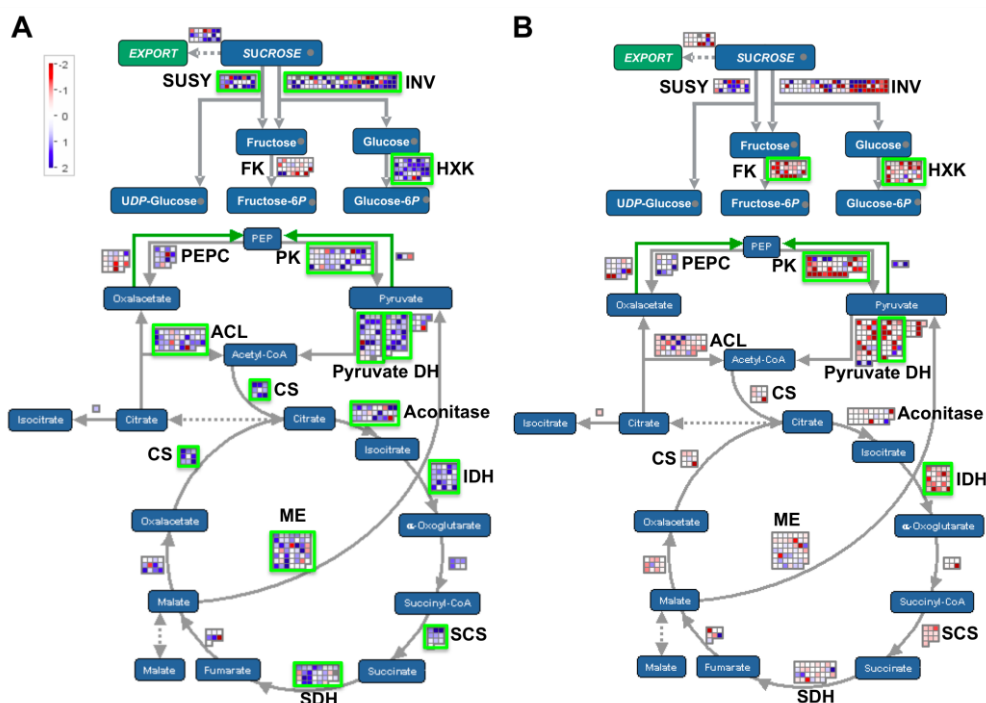 A
EXPORT
SUCROSE
-2
-1
0
1
2
SUSY
INV
Fructose
Glucose
FK
HXK
UDP-Glucose
Fructose-6P
Glucose-6P
PEP
PEPC
PK
Oxalacetate
Pyruvate
ACL
Acetyl-CoA
Pyruvate DH
CS
Aconitase
Isocitrate
Citrate
Citrate
Isocitrate
CS
IDH
Oxalacetate
ME
α-Oxoglutarate
Malate
Succinyl-CoA
SCS
Malate
Fumarate
Succinate
SDH
B
EXPORT
SUCROSE
SUSY
INV
Fructose
Glucose
FK
HXK
UDP-Glucose
Fructose-6P
Glucose-6P
PEP
PEPC
PK
Oxalacetate
Pyruvate
ACL
Acetyl-CoA
Pyruvate DH
CS
Aconitase
Isocitrate
Citrate
Citrate
Isocitrate
CS
IDH
Oxalacetate
ME
α-Oxoglutarate
Malate
Succinyl-CoA
SCS
Malate
Fumarate
Succinate
SDH